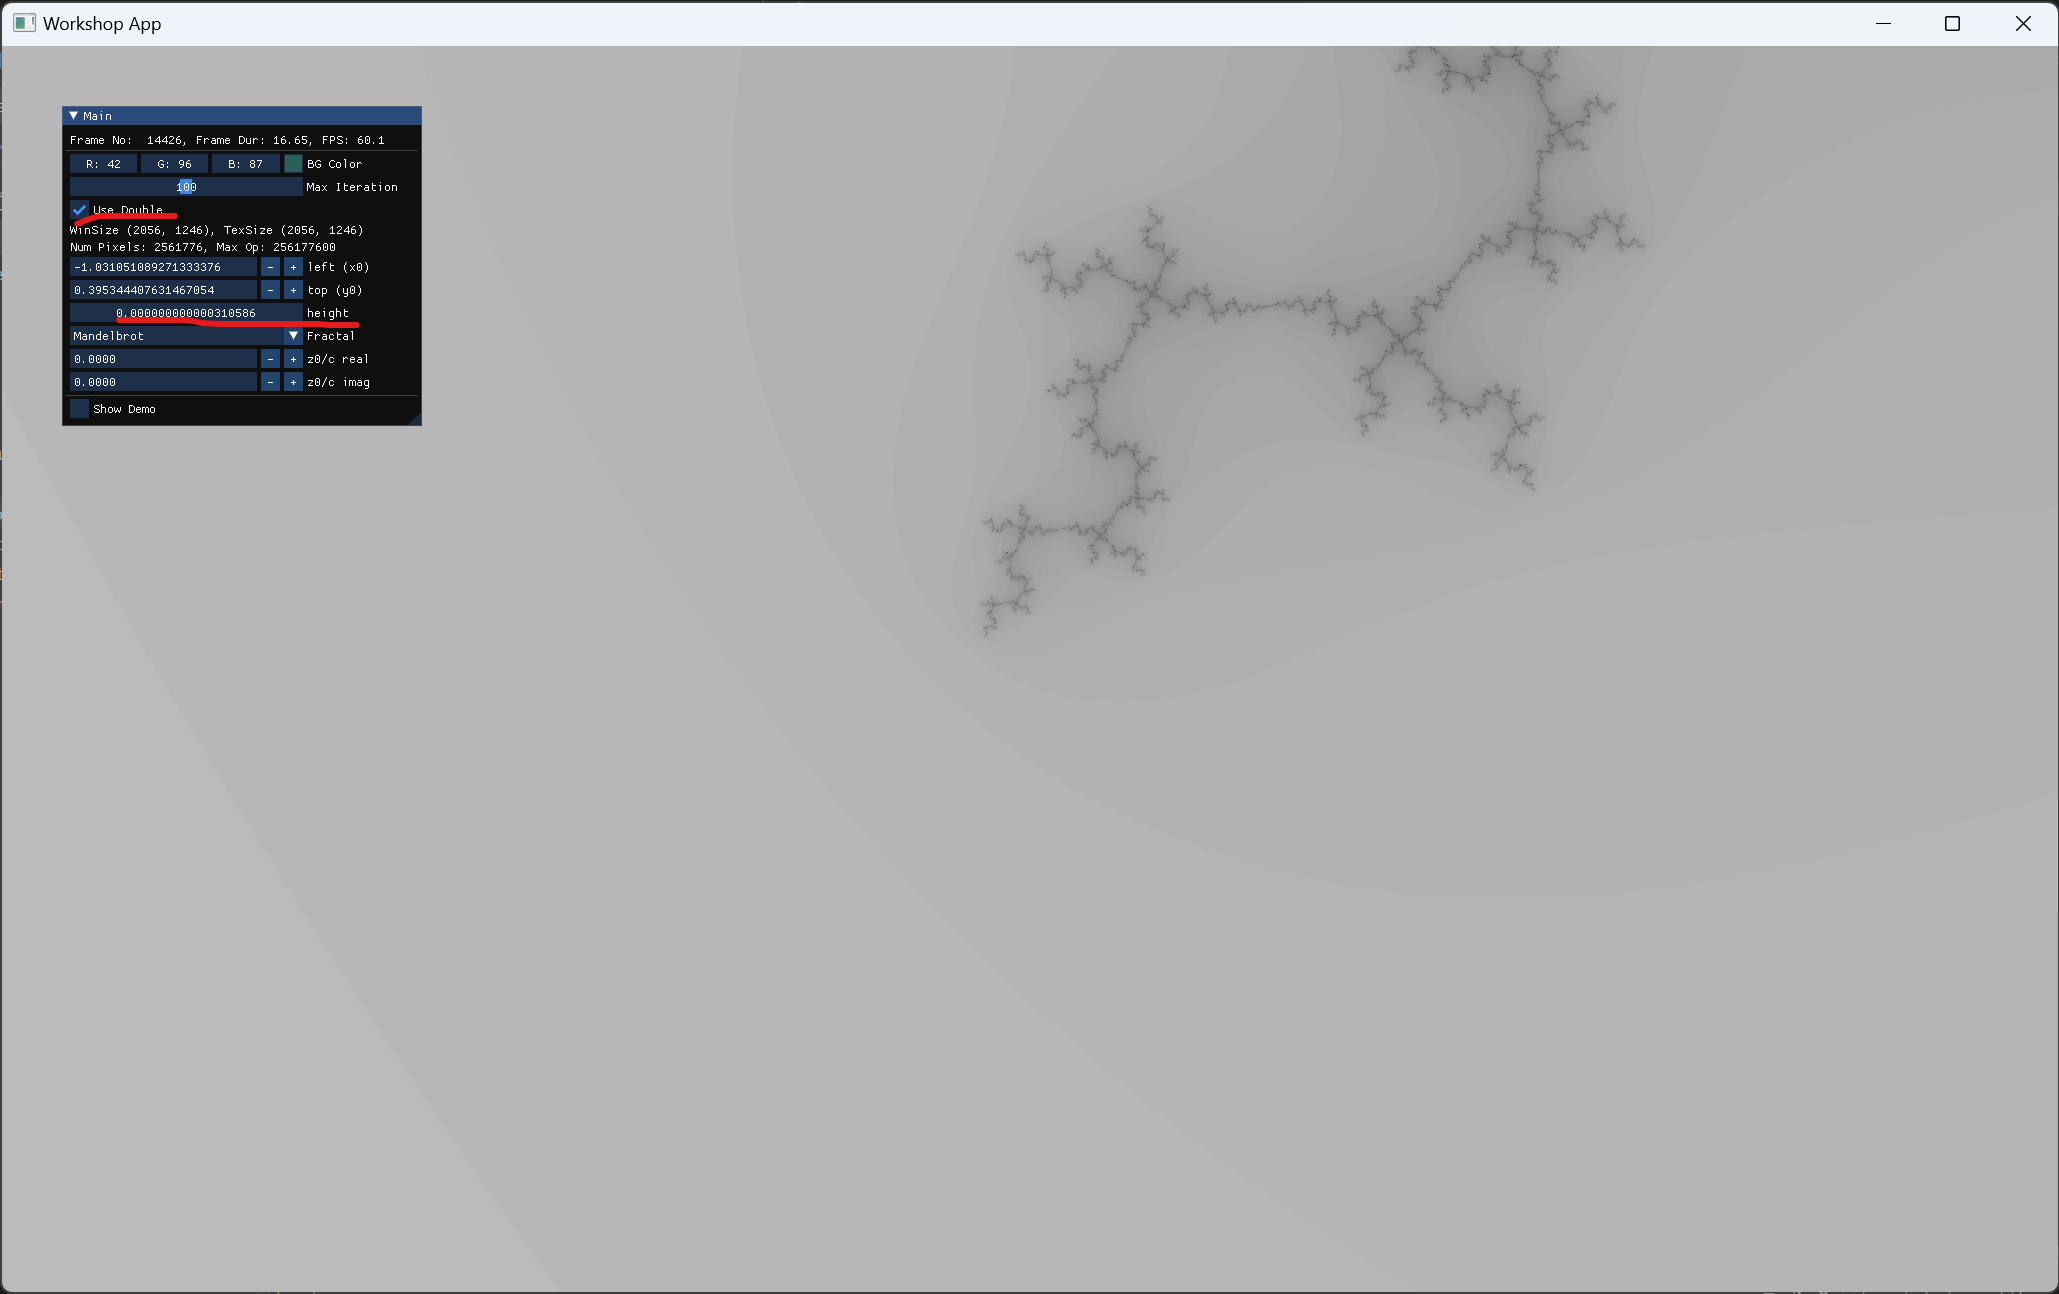 Workshop App
Main
Frame No:  14426, Frame Dur: 16.65, FPS: 60.1
R: 42 G: 96 B: 87 BG Color
100 Max Iteration
Use Double
WinSize (2056, 1246), TexSize (2056, 1246)
Num Pixels: 2561776, Max Op: 256177600
-1.031051089271333376 - + left (x0)
0.395344407631467054 - + top (y0)
0.000000000000310586 height
Mandelbrot Fractal
0.0000 - + z0/c real
0.0000 - + z0/c imag
Show Demo